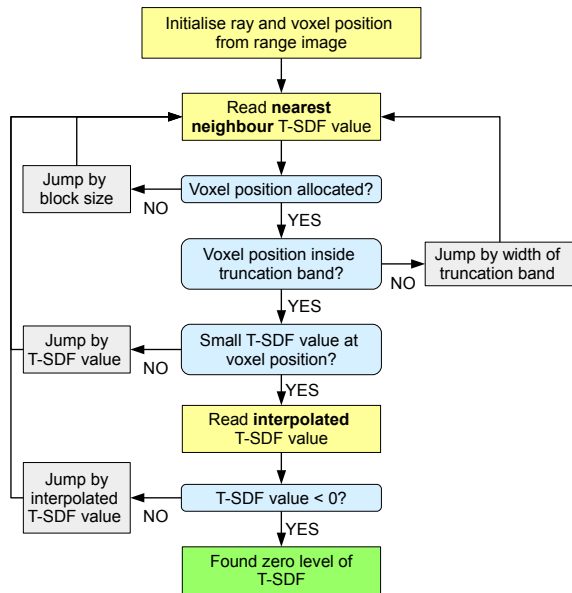 Initialise ray and voxel position
from range image
Read nearest
neighbour T-SDF value
Jump by
block size
NO
Voxel position allocated?
YES
Voxel position inside
truncation band?
NO
Jump by width of
truncation band
YES
Jump by
T-SDF value
NO
Small T-SDF value at
voxel position?
YES
Read interpolated
T-SDF value
Jump by
interpolated
T-SDF value
NO
T-SDF value < 0?
YES
Found zero level of
T-SDF